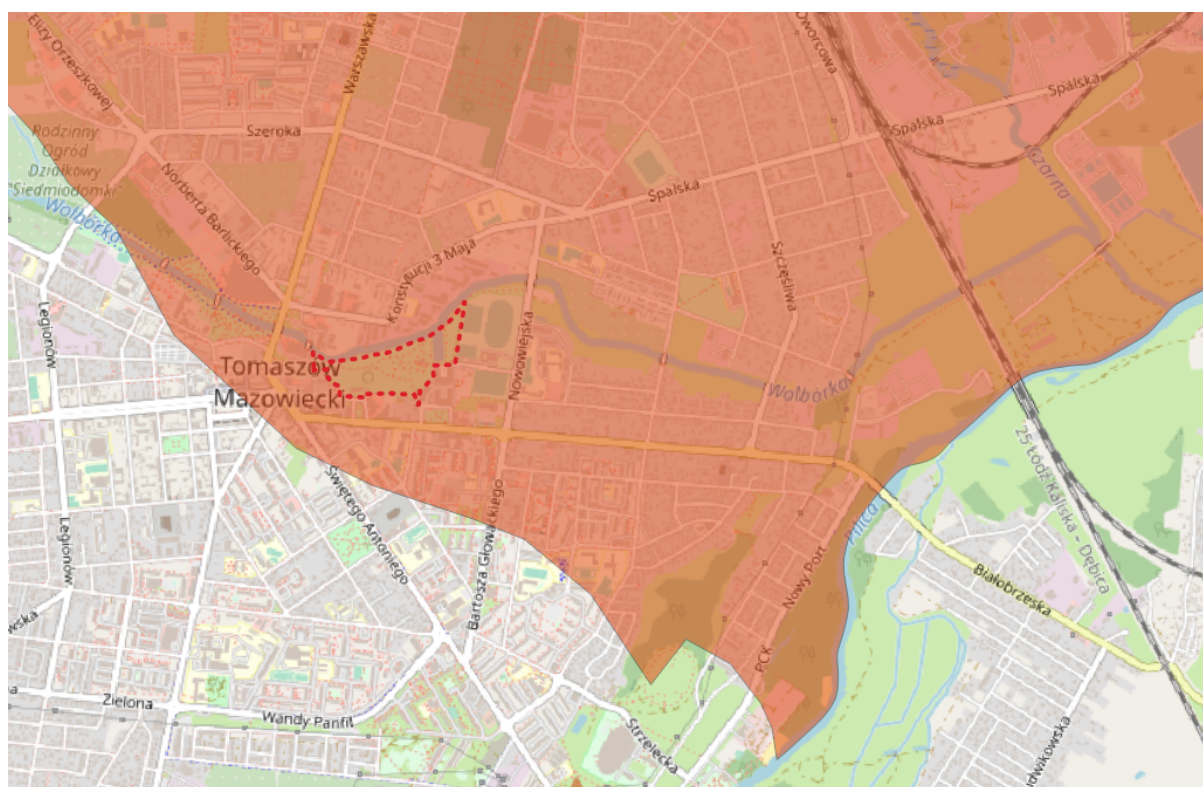 Elizy Orzeszkowej
Warszawska
Dworcowa
Spalska
Spalska
Szeroka
Rodzinny
Ogród
Działkowy
"Siedmiodomki"
Norberta Barlickiego
Spalska
Czarna
Wolbórka
Konstytucji 3 Maja
Szczęśliwa
Legionów
Tomaszów
Mazowiecki
Nowowiejska
Wolbórka
25 Łódź Kaliska – Dębica
Świętego Antoniego
Bartosza Głowackiego
Pilica
Legionów
Nowy Port
Białobrzeska
PCK
Zielona
Wandy Panfil
Strzelecka